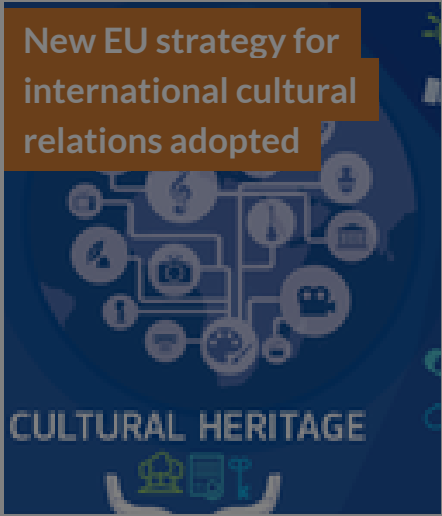 New EU strategy for
international cultural
relations adopted
CULTURAL HERITAGE